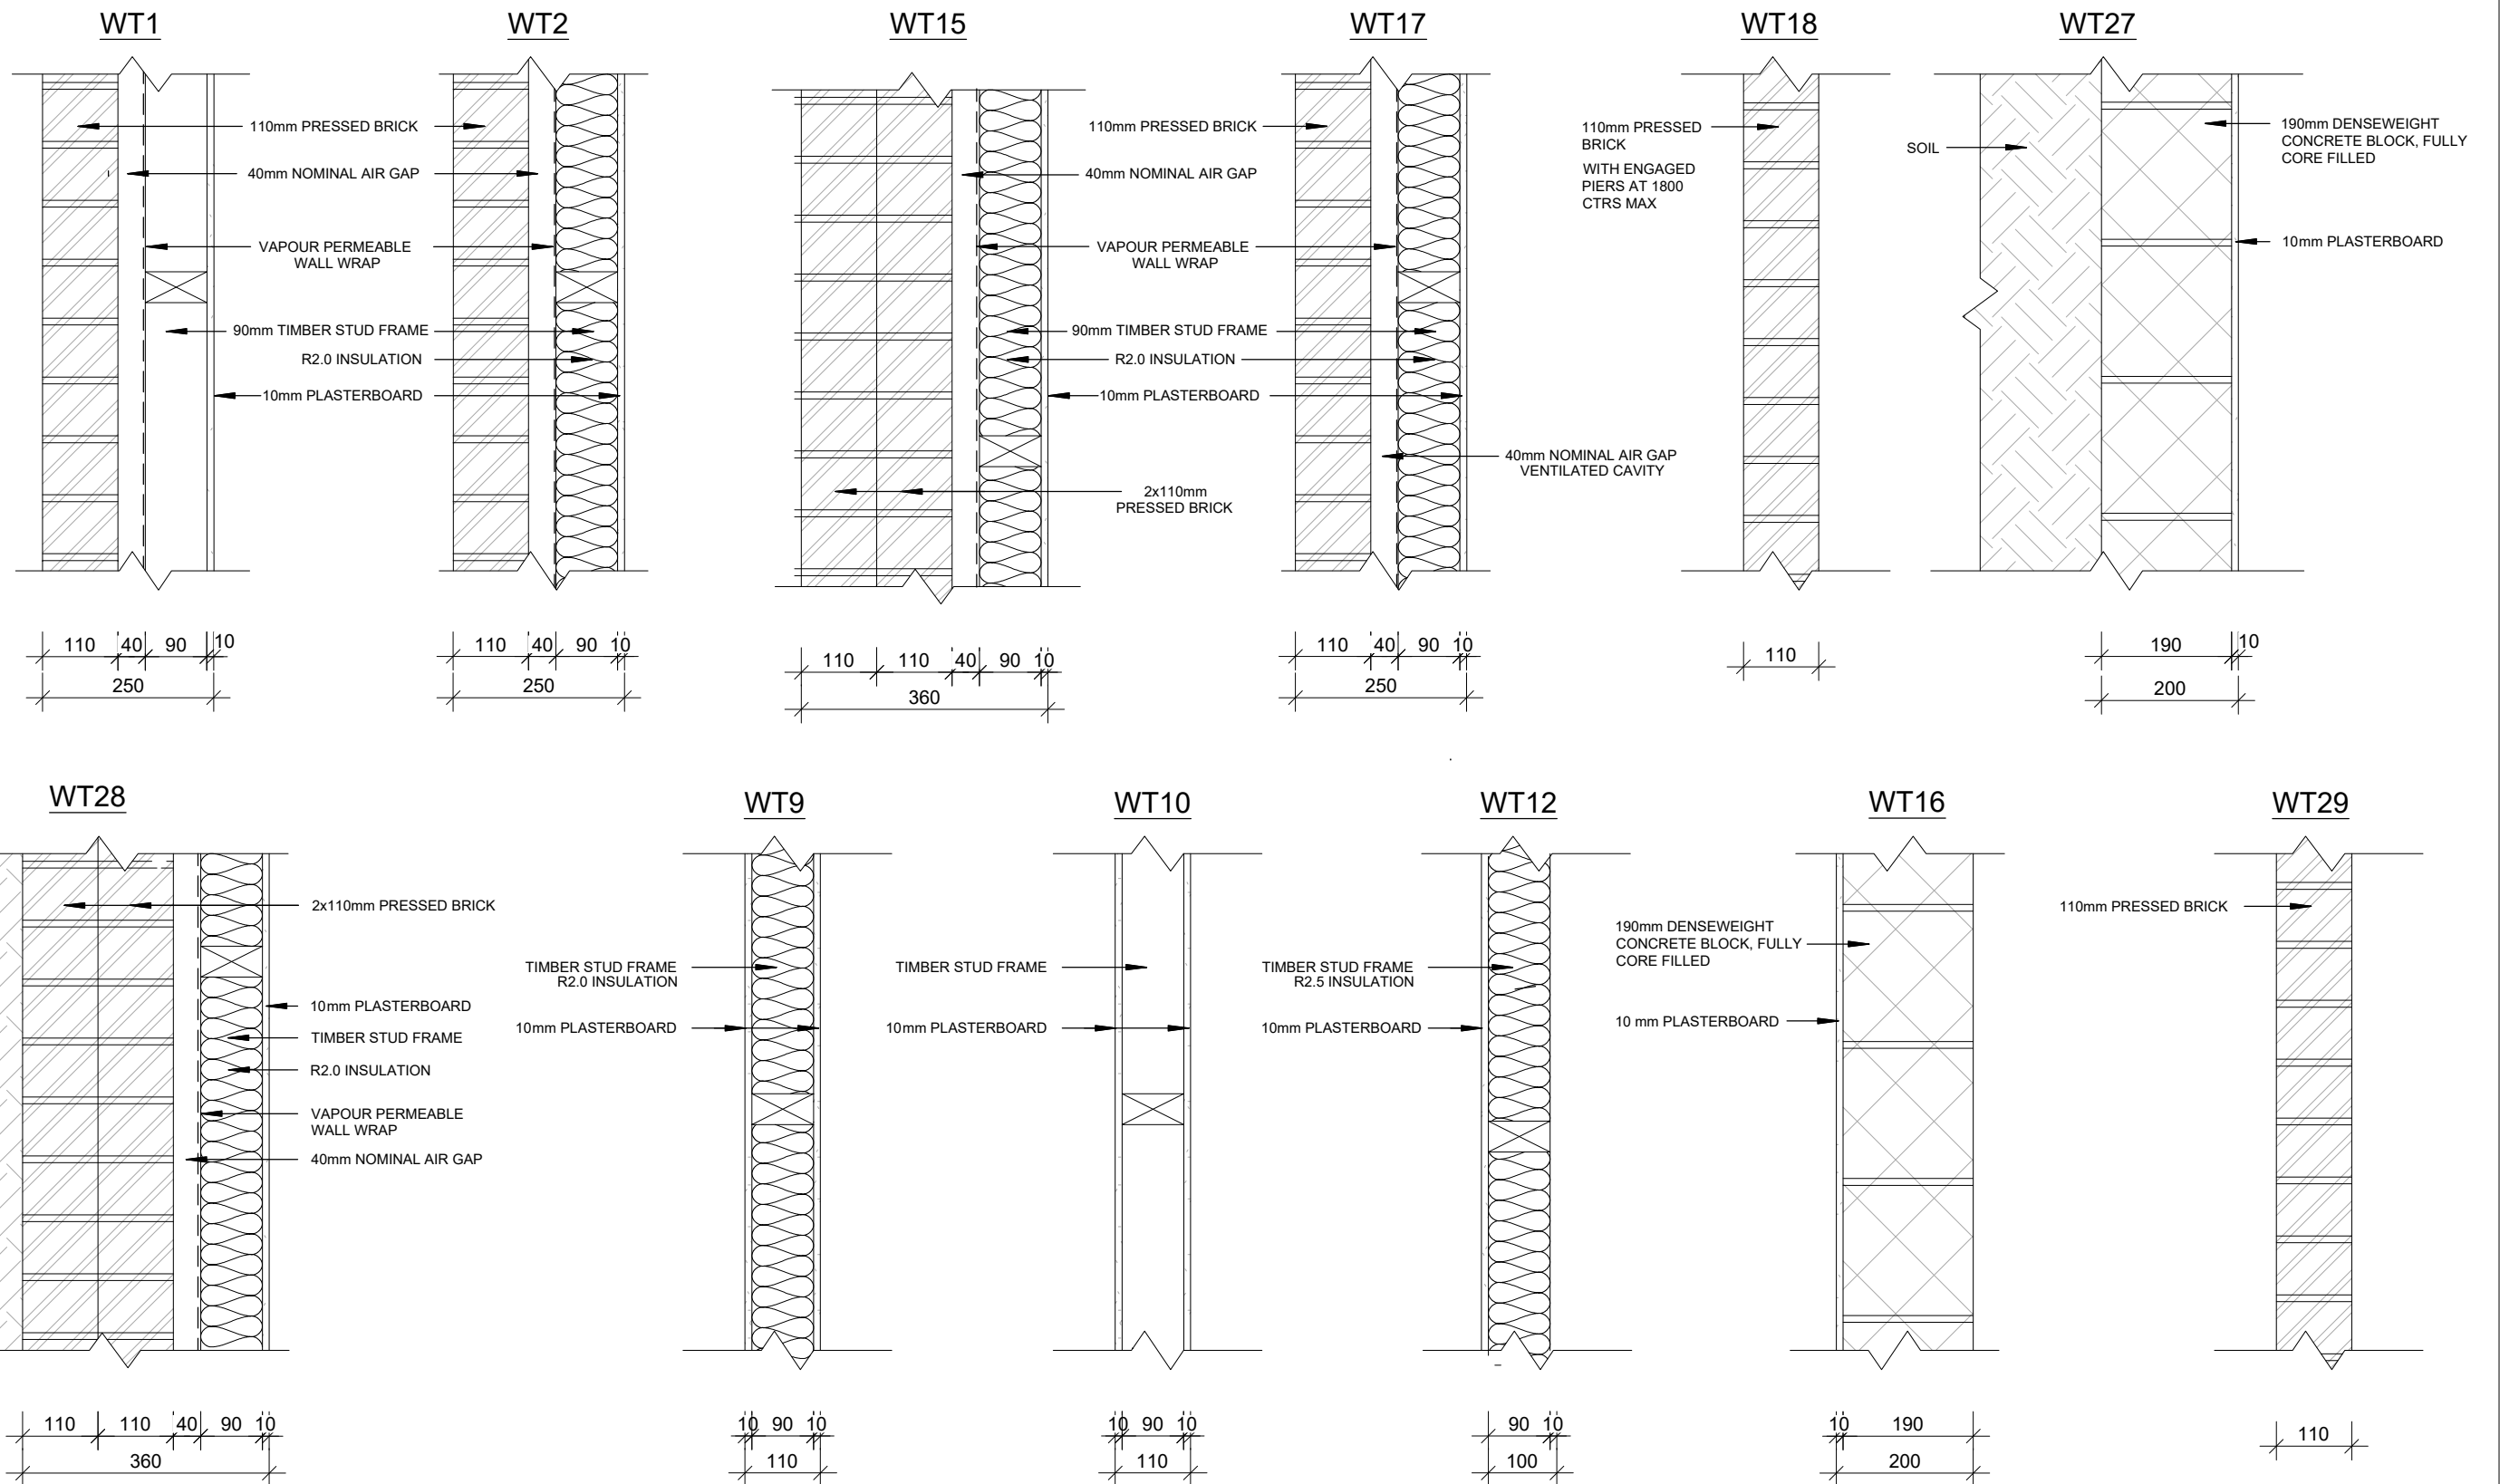 WT1
WT2
WT15
WT17
WT18
WT27
110mm PRESSED BRICK
40mm NOMINAL AIR GAP
VAPOUR PERMEABLE
WALL WRAP
90mm TIMBER STUD FRAME
R2.0 INSULATION
10mm PLASTERBOARD
110mm PRESSED BRICK
40mm NOMINAL AIR GAP
VAPOUR PERMEABLE
WALL WRAP
90mm TIMBER STUD FRAME
R2.0 INSULATION
10mm PLASTERBOARD
2x110mm
PRESSED BRICK
40mm NOMINAL AIR GAP
VENTILATED CAVITY
110mm PRESSED
BRICK
WITH ENGAGED
PIERS AT 1800
CTRS MAX
SOIL
190mm DENSEWEIGHT
CONCRETE BLOCK, FULLY
CORE FILLED
10mm PLASTERBOARD
110 40 90 10
250
110 40 90 10
250
110 110 40 90 10
360
110 40 90 10
250
110
190 10
200
WT28
WT9
WT10
WT12
WT16
WT29
2x110mm PRESSED BRICK
10mm PLASTERBOARD
TIMBER STUD FRAME
R2.0 INSULATION
VAPOUR PERMEABLE
WALL WRAP
40mm NOMINAL AIR GAP
TIMBER STUD FRAME
R2.0 INSULATION
10mm PLASTERBOARD
TIMBER STUD FRAME
10mm PLASTERBOARD
TIMBER STUD FRAME
R2.5 INSULATION
10mm PLASTERBOARD
190mm DENSEWEIGHT
CONCRETE BLOCK, FULLY
CORE FILLED
10 mm PLASTERBOARD
110mm PRESSED BRICK
110 110 40 90 10
360
10 90 10
110
10 90 10
110
90 10
100
10 190
200
110